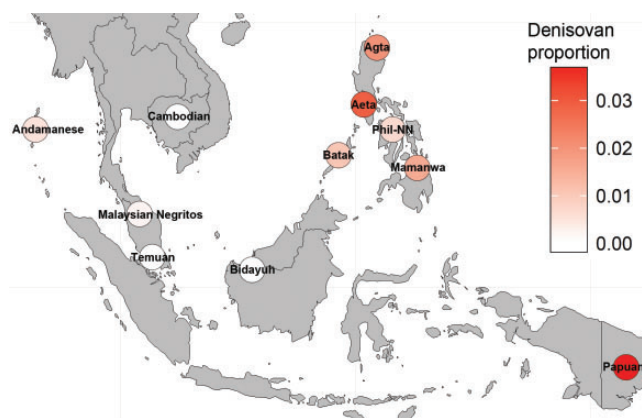 Denisovan
proportion
0.03
0.02
0.01
0.00
Agta
Aeta
Phil-NN
Batak
Mamanwa
Andamanese
Cambodian
Malaysian Negritos
Temuan
Bidayuh
Papuan